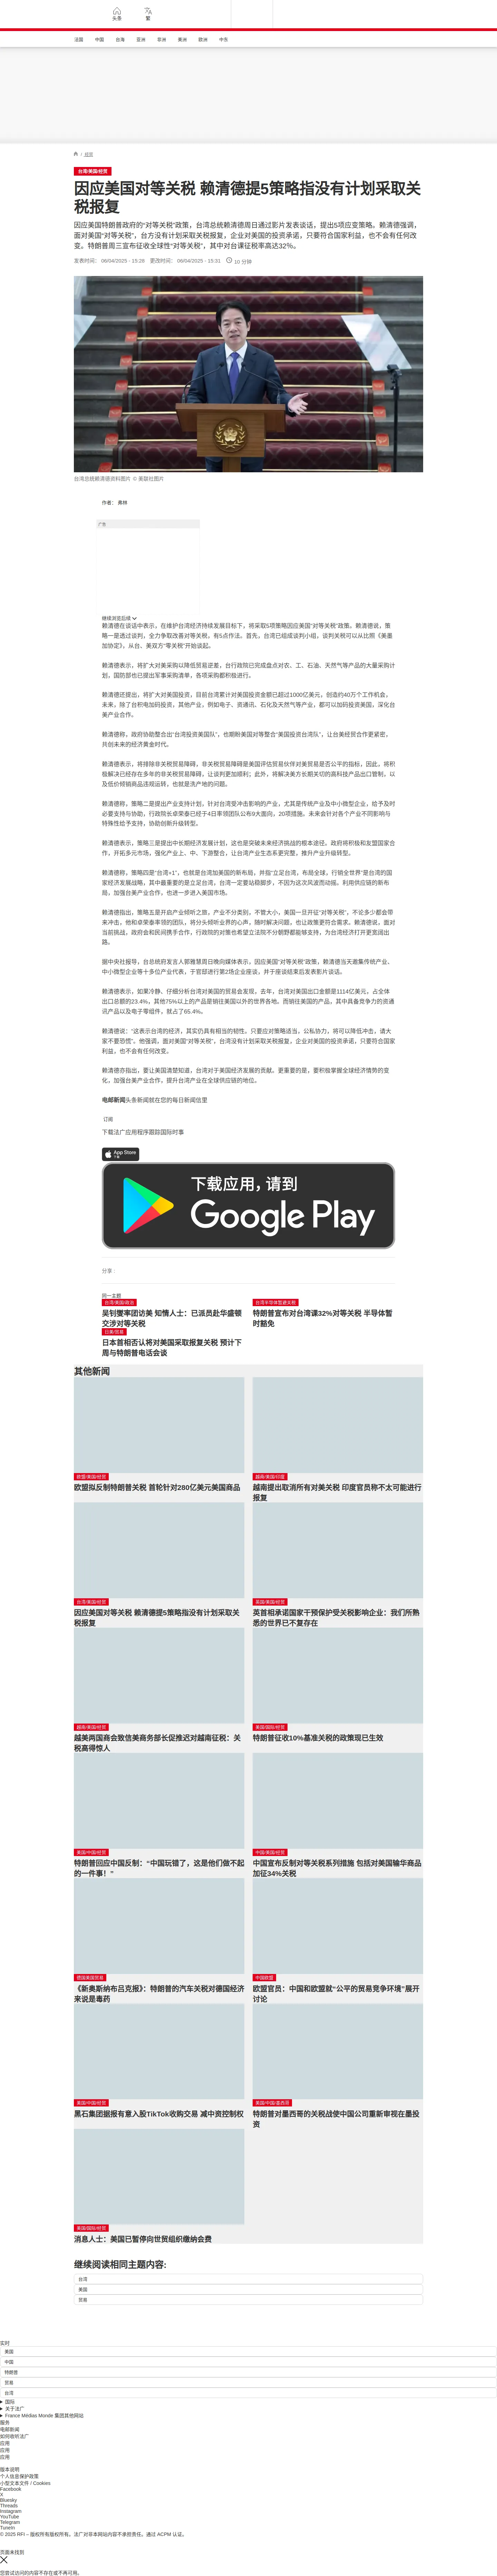 头条
繁
法国
中国
台海
亚洲
非洲
美洲
欧洲
中东
/ 经贸
台湾/美国/经贸
因应美国对等关税 赖清德提5策略指没有计划采取关
税报复
因应美国特朗普政府的“对等关税”政策，台湾总统赖清德周日通过影片发表谈话，提出5项应变策略。赖清德强调，
面对美国“对等关税”，台方没有计划采取关税报复，企业对美国的投资承诺，只要符合国家利益，也不会有任何改
变。特朗普周三宣布征收全球性“对等关税”，其中对台课征税率高达32％。
发表时间： 06/04/2025 - 15:28 更改时间： 06/04/2025 - 15:31 10 分钟
台湾总统赖清德资料图片 © 美联社图片
作者： 弗林
广告
继续浏览后续
赖清德在谈话中表示，在维护台湾经济持续发展目标下，将采取5项策略因应美国“对等关税”政策。赖清德说，策
略一是透过谈判，全力争取改善对等关税，有5点作法。首先，台湾已组成谈判小组，谈判关税可以从比照《美墨
加协定》，从台、美双方“零关税”开始谈起。
赖清德表示，将扩大对美采购以降低贸易逆差，台行政院已完成盘点对农、工、石油、天然气等产品的大量采购计
划，国防部也已提出军事采购清单，各项采购都积极进行。
赖清德还提出，将扩大对美国投资，目前台湾累计对美国投资金额已超过1000亿美元，创造约40万个工作机会，
未来，除了台积电加码投资，其他产业，例如电子、资通讯、石化及天然气等产业，都可以加码投资美国，深化台
美产业合作。
赖清德称，政府协助整合出“台湾投资美国队”，也期盼美国对等整合“美国投资台湾队”，让台美经贸合作更紧密，
共创未来的经济黄金时代。
赖清德表示，将排除非关税贸易障碍，非关税贸易障碍是美国评估贸易伙伴对美贸易是否公平的指标，因此，将积
极解决已经存在多年的非关税贸易障碍，让谈判更加顺利；此外，将解决美方长期关切的高科技产品出口管制，以
及低价倾销商品违规运转，也就是洗产地的问题。
赖清德称，策略二是提出产业支持计划，针对台湾受冲击影响的产业，尤其是传统产业及中小微型企业，给予及时
必要支持与协助，行政院长卓荣泰已经于4日率领团队公布9大面向，20项措施。未来会针对各个产业不同影响与
特殊性给予支持，协助创新升级转型。
赖清德表示，策略三是提出中长期经济发展计划，这也是突破未来经济挑战的根本途径。政府将积极和友盟国家合
作，开拓多元市场，强化产业上、中、下游整合，让台湾产业生态系更完整，推升产业升级转型。
赖清德称，策略四是“台湾+1”，也就是台湾加美国的新布局，并指“立足台湾，布局全球，行销全世界”是台湾的国
家经济发展战略，其中最重要的是立足台湾。台湾一定要站稳脚步，不因为这次风波而动摇。利用供应链的新布
局，加强台美产业合作，也进一步进入美国市场。
赖清德指出，策略五是开启产业倾听之旅，产业不分类别，不管大小，美国一旦开征“对等关税”，不论多少都会带
来冲击，他和卓荣泰率领的团队，将分头倾听业界的心声，随时解决问题，也让政策更符合需求。赖清德说，面对
当前挑战，政府会和民间携手合作，行政院的对策也希望立法院不分朝野都能够支持，为台湾经济打开更宽道出
路。
据中央社报导，台总统府发言人郭雅慧周日晚向媒体表示，因应美国“对等关税”政策，赖清德当天邀集传统产业、
中小微型企业等十多位产业代表，于官邸进行第2场企业座谈，并于座谈结束后发表影片谈话。
赖清德表示，如果冷静、仔细分析台湾对美国的贸易会发现，去年，台湾对美国出口金额是1114亿美元，占全体
出口总额的23.4%，其他75%以上的产品是销往美国以外的世界各地。而销往美国的产品，其中具备竞争力的资通
讯产品以及电子零组件，就占了65.4%。
赖清德说：“这表示台湾的经济，其实仍具有相当的韧性。只要应对策略适当，公私协力，将可以降低冲击，请大
家不要恐慌”。他强调，面对美国“对等关税”，台湾没有计划采取关税报复，企业对美国的投资承诺，只要符合国家
利益，也不会有任何改变。
赖清德亦指出，要让美国清楚知道，台湾对于美国经济发展的贡献。更重要的是，要积极掌握全球经济情势的变
化，加强台美产业合作，提升台湾产业在全球供应链的地位。
电邮新闻头条新闻就在您的每日新闻信里
订阅
下载法广应用程序跟踪国际时事
App Store
下载
下载应用，请到
Google Play
分享 :
同一主题
台湾/美国/政治
吴钊燮率团访美 知情人士：已派员赴华盛顿
交涉对等关税
台湾半导体暂避关税
特朗普宣布对台湾课32%对等关税 半导体暂
时豁免
日美/贸易
日本首相否认将对美国采取报复关税 预计下
周与特朗普电话会谈
其他新闻
欧盟/美国/经贸
欧盟拟反制特朗普关税 首轮针对280亿美元美国商品
越南/美国/印度
越南提出取消所有对美关税 印度官员称不太可能进行
报复
台湾/美国/经贸
因应美国对等关税 赖清德提5策略指没有计划采取关
税报复
英国/美国/经贸
英首相承诺国家干预保护受关税影响企业：我们所熟
悉的世界已不复存在
越南/美国/经贸
越美两国商会致信美商务部长促推迟对越南征税：关
税高得惊人
美国/国际/经贸
特朗普征收10%基准关税的政策现已生效
美国/中国/经贸
特朗普回应中国反制：“中国玩错了，这是他们做不起
的一件事！”
中国/美国/经贸
中国宣布反制对等关税系列措施 包括对美国输华商品
加征34%关税
德国美国贸易
《新奥斯纳布吕克报》：特朗普的汽车关税对德国经济
来说是毒药
中国欧盟
欧盟官员：中国和欧盟就“公平的贸易竞争环境”展开
讨论
美国/中国/经贸
黑石集团据报有意入股TikTok收购交易 减中资控制权
美国/中国/墨西哥
特朗普对墨西哥的关税战使中国公司重新审视在墨投
资
美国/国际/经贸
消息人士：美国已暂停向世贸组织缴纳会费
继续阅读相同主题内容:
台湾
美国
贸易
实时
美国
中国
特朗普
贸易
台湾
国际
关于法广
France Médias Monde 集团其他网站
服务
电邮新闻
如何收听法广
应用
应用
应用
版本说明
个人信息保护政策
小型文本文件 / Cookies
Facebook
X
Bluesky
Threads
Instagram
YouTube
Telegram
TuneIn
© 2025 RFI – 版权所有版权所有。法广对非本网站内容不承担责任。通过 ACPM 认证。
页面未找到
您尝试访问的内容不存在或不再可用。